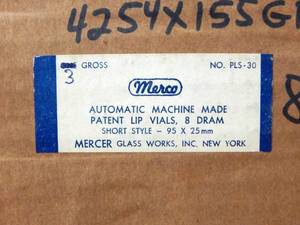 4254X155G
GROSS NO. PLS-30
3
Merco
AUTOMATIC MACHINE MADE
PATENT LIP VIALS, 8 DRAM
SHORT STYLE - 95 X 25mm
MERCER GLASS WORKS, INC. NEW YORK
8